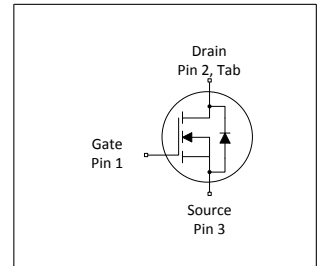 Drain
Pin 2, Tab
Gate
Pin 1
Source
Pin 3